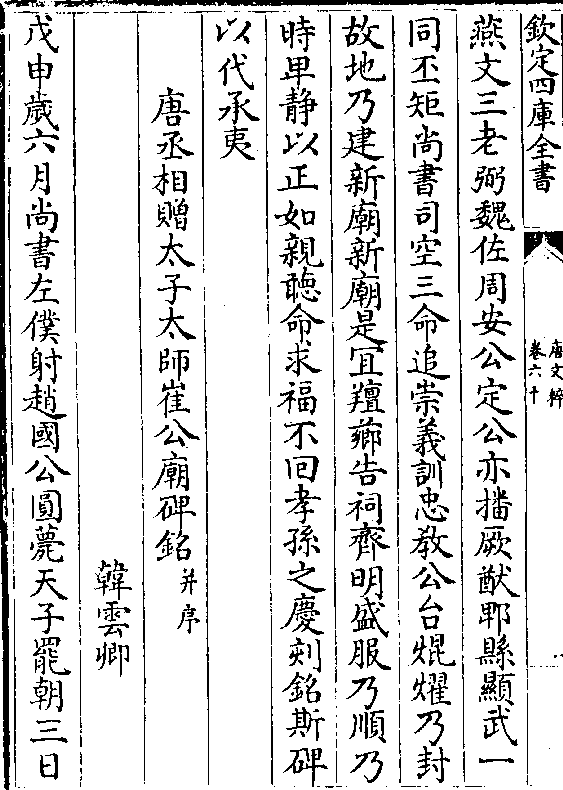 欽定四庫全書
唐文粹
卷六十
燕文三老弼魏佐周安公定公亦播厥猷郫縣顯武一
同丕矩尚書司空三命追崇義訓忠教公台焜燿乃封
故地乃建新廟新廟是冝羶薌告祠齊明盛服乃順乃
時卑静以正如親聽命求福不回孝孫之慶刻銘斯碑
以代承夷
唐丞相贈太子太師崔公廟碑銘并序
韓雲卿
戊申歲六月尚書左僕射趙國公圓薨天子罷朝三日